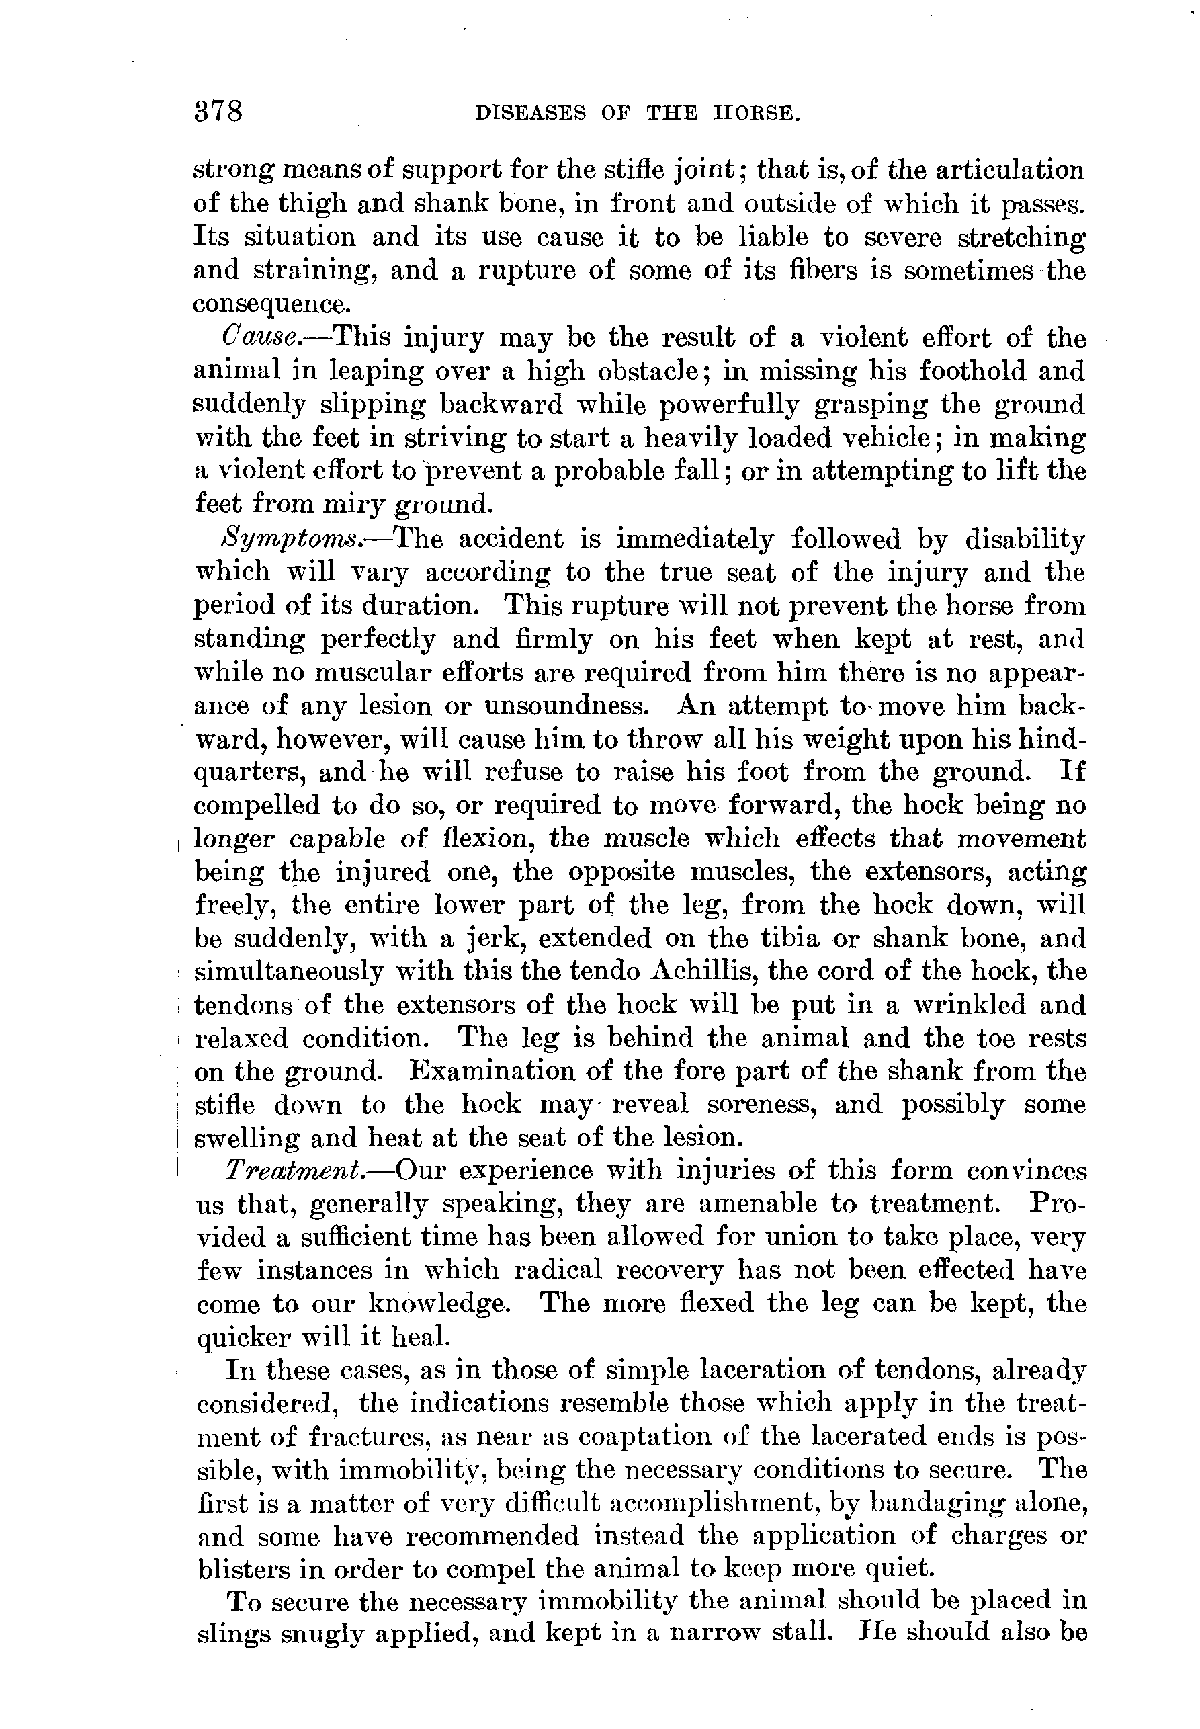 378 DISEASES OF THE HORSE.
strong means of support for the stifle joint; that is, of the articulation
of the thigh and shank bone, in front and outside of which it passes.
Its situation and its use cause it to be liable to severe stretching
and straining, and a rupture of some of its fibers is sometimes the
consequence.
Cause.—This injury may be the result of a violent effort of the
animal in leaping over a high obstacle; in missing his foothold and
suddenly slipping backward while powerfully grasping the ground
with the feet in striving to start a heavily loaded vehicle; in making
a violent effort to prevent a probable fall; or in attempting to lift the
feet from miry ground.
Symptoms.—The accident is immediately followed by disability
which will vary according to the true seat of the injury and the
period of its duration. This rupture will not prevent the horse from
standing perfectly and firmly on his feet when kept at rest, and
while no muscular efforts are required from him there is no appear-
ance of any lesion or unsoundness. An attempt to move him back-
ward, however, will cause him to throw all his weight upon his hind-
quarters, and he will refuse to raise his foot from the ground. If
compelled to do so, or required to move forward, the hock being no
longer capable of flexion, the muscle which effects that movement
being the injured one, the opposite muscles, the extensors, acting
freely, the entire lower part of the leg, from the hock down, will
be suddenly, with a jerk, extended on the tibia or shank bone, and
simultaneously with this the tendo Achillis, the cord of the hock, the
tendons of the extensors of the hock will be put in a wrinkled and
relaxed condition. The leg is behind the animal and the toe rests
on the ground. Examination of the fore part of the shank from the
stifle down to the hock may reveal soreness, and possibly some
swelling and heat at the seat of the lesion.
Treatment.—Our experience with injuries of this form convinces
us that, generally speaking, they are amenable to treatment. Pro-
vided a sufficient time has been allowed for union to take place, very
few instances in which radical recovery has not been effected have
come to our knowledge. The more flexed the leg can be kept, the
quicker will it heal.
In these cases, as in those of simple laceration of tendons, already
considered, the indications resemble those which apply in the treat-
ment of fractures, as near as coaptation of the lacerated ends is pos-
sible, with immobility, being the necessary conditions to secure. The
first is a matter of very difficult accomplishment, by bandaging alone,
and some have recommended instead the application of charges or
blisters in order to compel the animal to keep more quiet.
To secure the necessary immobility the animal should be placed in
slings snugly applied, and kept in a narrow stall. He should also be